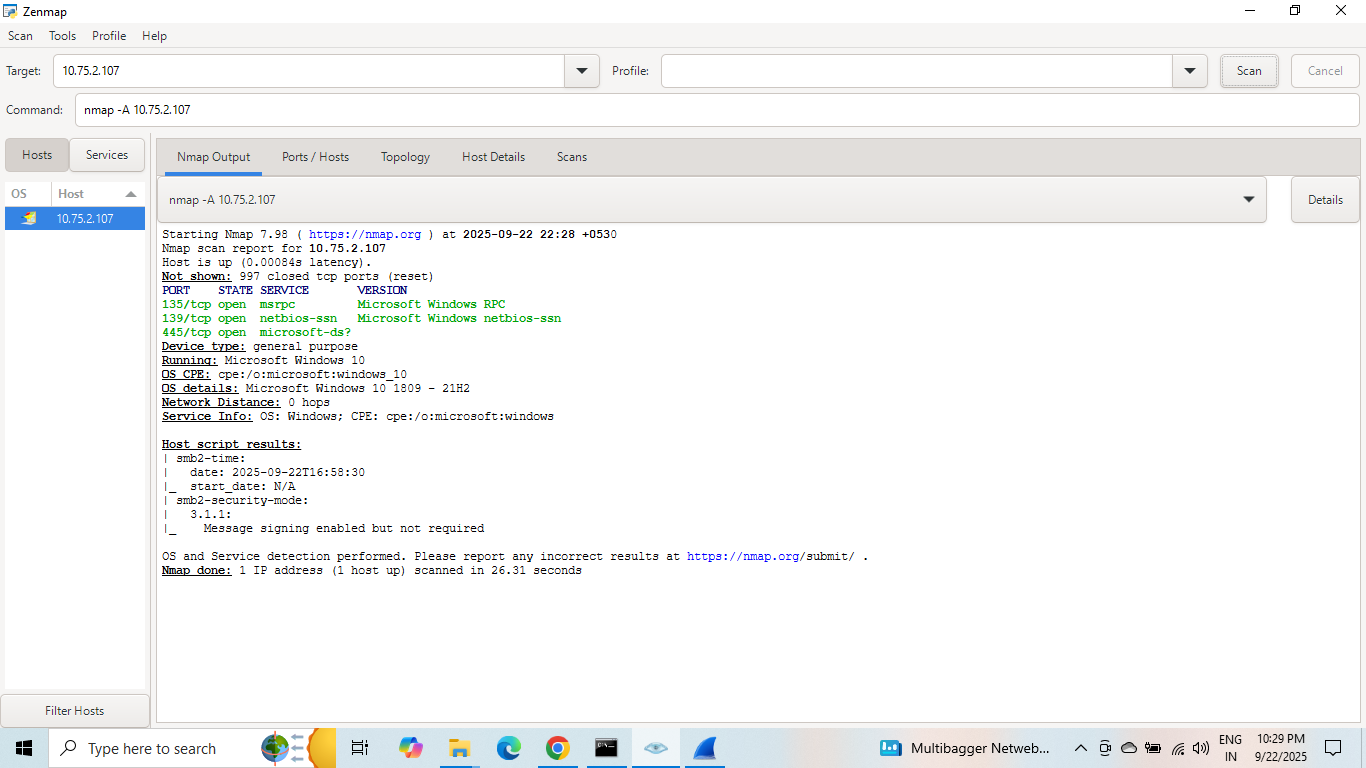 Zenmap
Scan Tools Profile Help
Target: 10.75.2.107 Profile: Scan Cancel
Command: nmap -A 10.75.2.107
Hosts Services
Nmap Output Ports / Hosts Topology Host Details Scans
OS Host
10.75.2.107
nmap -A 10.75.2.107 Details
Starting Nmap 7.98 ( https://nmap.org ) at 2025-09-22 22:28 +0530
Nmap scan report for 10.75.2.107
Host is up (0.00084s latency).
Not shown: 997 closed tcp ports (reset)
PORT STATE SERVICE VERSION
135/tcp open msrpc Microsoft Windows RPC
139/tcp open netbios-ssn Microsoft Windows netbios-ssn
445/tcp open microsoft-ds?
Device type: general purpose
Running: Microsoft Windows 10
OS CPE: cpe:/o:microsoft:windows_10
OS details: Microsoft Windows 10 1809 - 21H2
Network Distance: 0 hops
Service Info: OS: Windows; CPE: cpe:/o:microsoft:windows
Host script results:
| smb2-time:
|   date: 2025-09-22T16:58:30
|_  start_date: N/A
| smb2-security-mode:
|   3.1.1:
|_    Message signing enabled but not required
OS and Service detection performed. Please report any incorrect results at https://nmap.org/submit/ .
Nmap done: 1 IP address (1 host up) scanned in 26.31 seconds
Filter Hosts
Type here to search
Multibagger Netweb...
ENG
IN
10:29 PM
9/22/2025